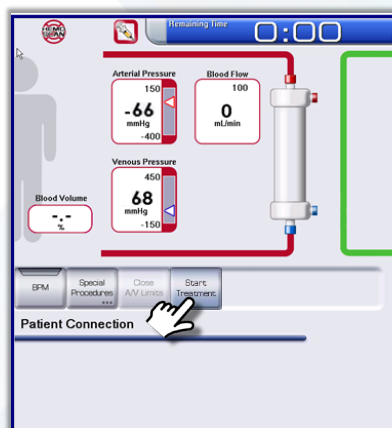 HEMO
SCAN
Remaining Time
0:00
Arterial Pressure
150
-66
mmHg
-400
Blood Flow
100
0
mL/min
Venous Pressure
450
68
mmHg
-150
Blood Volume
-.-
%
BPM
Special
Procedures
...
Close
A/V Limits
Start
Treatment
Patient Connection